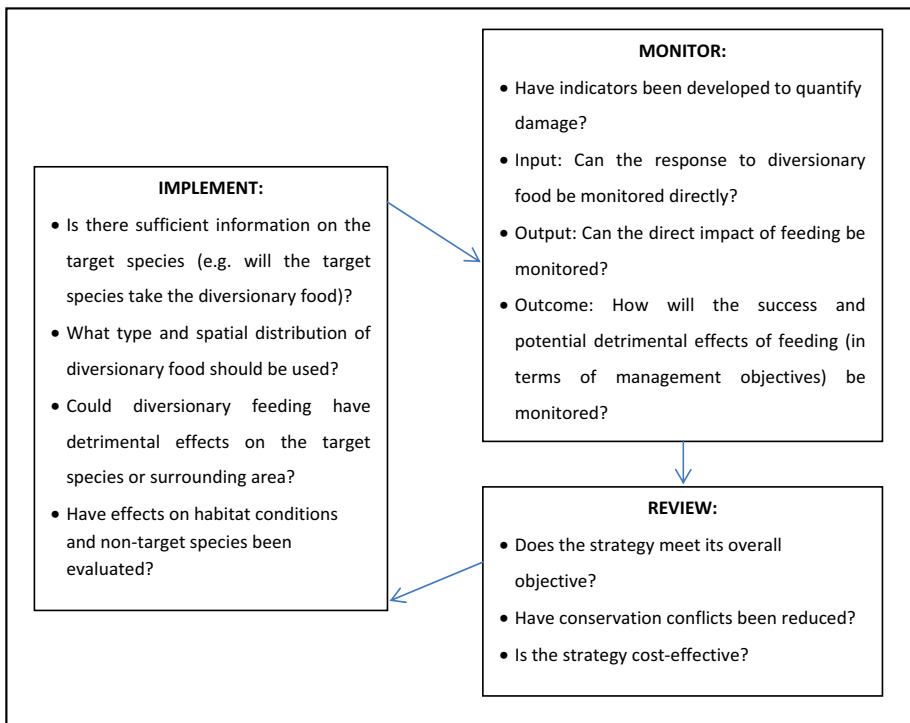 IMPLEMENT:
• Is there sufficient information on the
target species (e.g. will the target
species take the diversionary food)?
• What type and spatial distribution of
diversionary food should be used?
• Could diversionary feeding have
detrimental effects on the target
species or surrounding area?
• Have effects on habitat conditions
and non-target species been
evaluated?
MONITOR:
• Have indicators been developed to quantify
damage?
• Input: Can the response to diversionary
food be monitored directly?
• Output: Can the direct impact of feeding be
monitored?
• Outcome: How will the success and
potential detrimental effects of feeding (in
terms of management objectives) be
monitored?
REVIEW:
• Does the strategy meet its overall
objective?
• Have conservation conflicts been reduced?
• Is the strategy cost-effective?